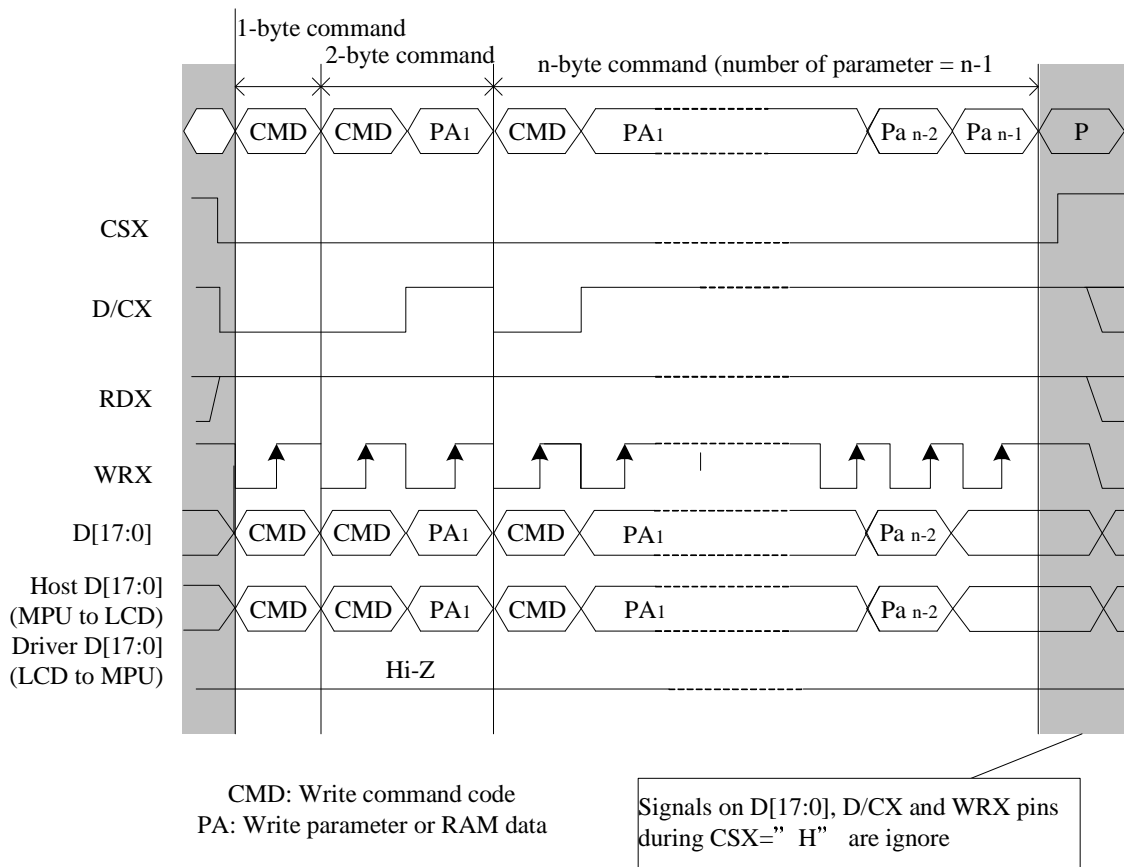 1-byte command
2-byte command
n-byte command (number of parameter = n-1
CMD CMD PA1 CMD PA1 Pa n-2 Pa n-1 P
CSX
D/CX
RDX
WRX
D[17:0] CMD CMD PA1 CMD PA1 Pa n-2
Host D[17:0]
(MPU to LCD) CMD CMD PA1 CMD PA1 Pa n-2
Driver D[17:0]
(LCD to MPU) Hi-Z
CMD: Write command code
PA: Write parameter or RAM data
Signals on D[17:0], D/CX and WRX pins
during CSX=” H” are ignore